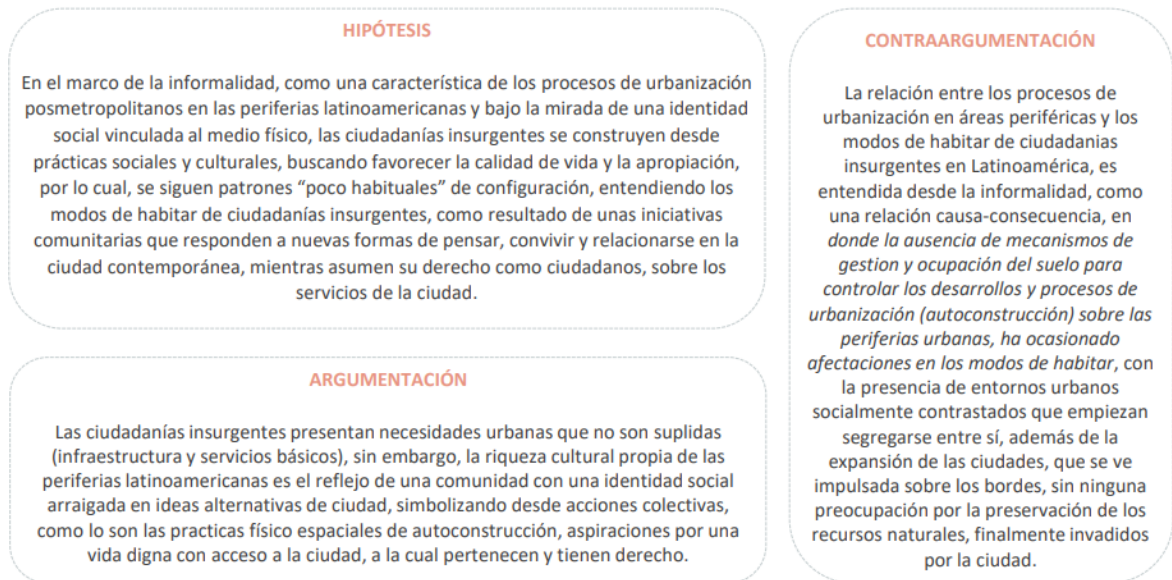 HIPÓTESIS
En el marco de la informalidad, como una característica de los procesos de urbanización
posmetropolitanos en las periferias latinoamericanas y bajo la mirada de una identidad
social vinculada al medio físico, las ciudadanías insurgentes se construyen desde
prácticas sociales y culturales, buscando favorecer la calidad de vida y la apropiación,
por lo cual, se siguen patrones “poco habituales” de configuración, entendiendo los
modos de habitar de ciudadanías insurgentes, como resultado de unas iniciativas
comunitarias que responden a nuevas formas de pensar, convivir y relacionarse en la
ciudad contemporánea, mientras asumen su derecho como ciudadanos, sobre los
servicios de la ciudad.
ARGUMENTACIÓN
Las ciudadanías insurgentes presentan necesidades urbanas que no son suplidas
(infraestructura y servicios básicos), sin embargo, la riqueza cultural propia de las
periferias latinoamericanas es el reflejo de una comunidad con una identidad social
arraigada en ideas alternativas de ciudad, simbolizando desde acciones colectivas,
como lo son las practicas físico espaciales de autoconstrucción, aspiraciones por una
vida digna con acceso a la ciudad, a la cual pertenecen y tienen derecho.
CONTRAARGUMENTACIÓN
La relación entre los procesos de
urbanización en áreas periféricas y los
modos de habitar de ciudadanias
insurgentes en Latinoamérica, es
entendida desde la informalidad, como
una relación causa-consecuencia, en
donde la ausencia de mecanismos de
gestion y ocupación del suelo para
controlar los desarrollos y procesos de
urbanización (autoconstrucción) sobre las
periferias urbanas, ha ocasionado
afectaciones en los modos de habitar, con
la presencia de entornos urbanos
socialmente contrastados que empiezan
segregarse entre sí, además de la
expansión de las ciudades, que se ve
impulsada sobre los bordes, sin ninguna
preocupación por la preservación de los
recursos naturales, finalmente invadidos
por la ciudad.